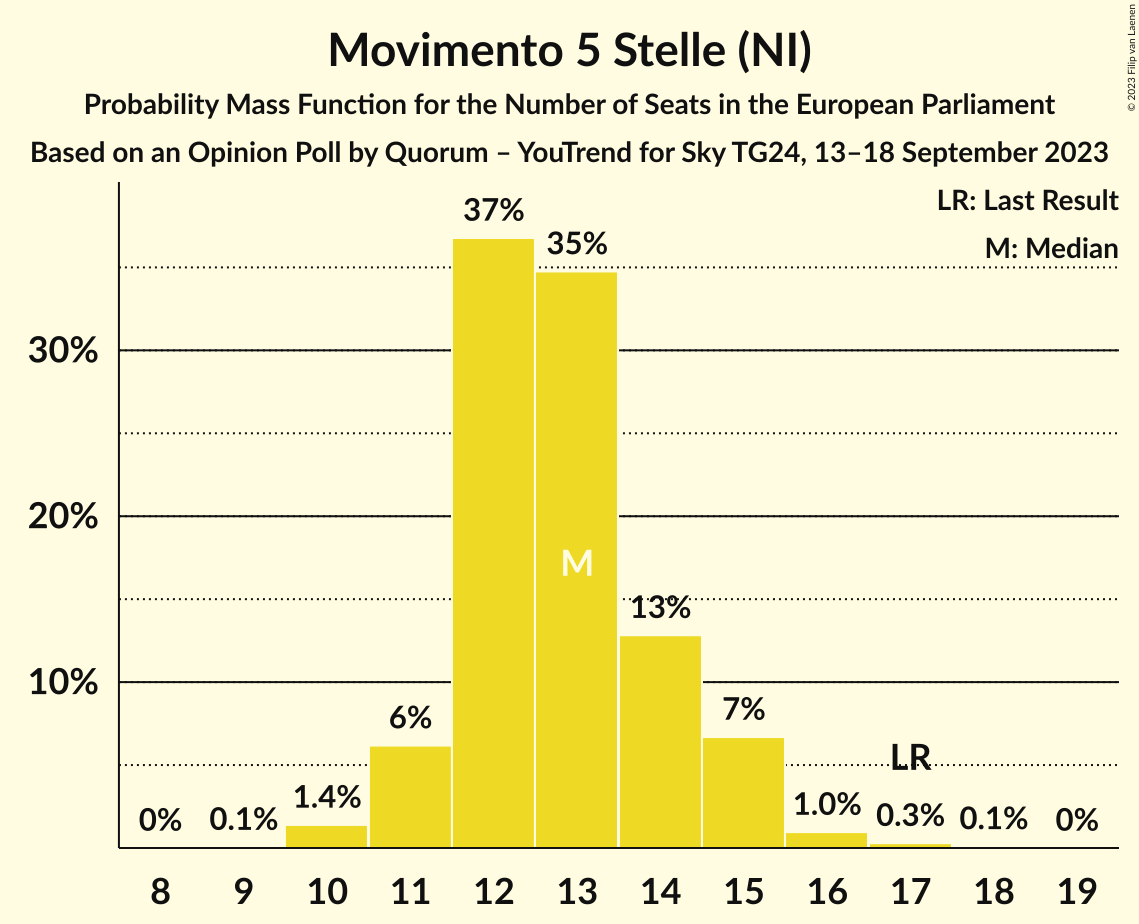 Movimento 5 Stelle (NI)
Probability Mass Function for the Number of Seats in the European Parliament
Based on an Opinion Poll by Quorum – YouTrend for Sky TG24, 13–18 September 2023
© 2023 Filip van Laenen
LR: Last Result
M: Median
30%
20%
10%
0%
0.1%
1.4%
6%
37%
35%
M
13%
7%
1.0%
LR
0.3%
0.1%
0%
8 9 10 11 12 13 14 15 16 17 18 19